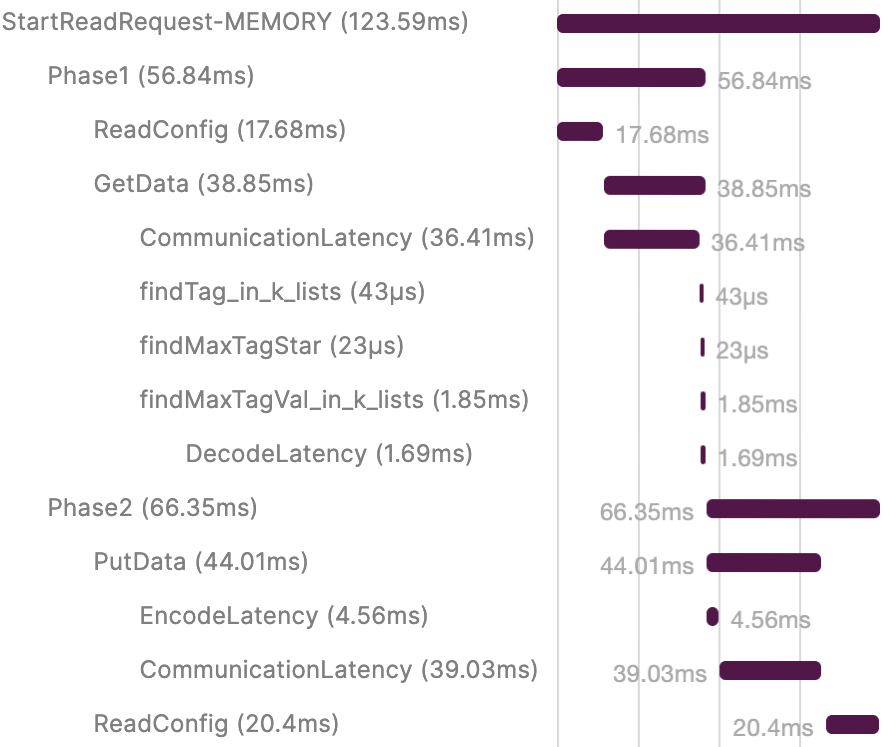 StartReadRequest-MEMORY (123.59ms)
Phase1 (56.84ms) 56.84ms
ReadConfig (17.68ms) 17.68ms
GetData (38.85ms) 38.85ms
CommunicationLatency (36.41ms) 36.41ms
findTag_in_k_lists (43μs) 43μs
findMaxTagStar (23μs) 23μs
findMaxTagVal_in_k_lists (1.85ms) 1.85ms
DecodeLatency (1.69ms) 1.69ms
Phase2 (66.35ms) 66.35ms
PutData (44.01ms) 44.01ms
EncodeLatency (4.56ms) 4.56ms
CommunicationLatency (39.03ms) 39.03ms
ReadConfig (20.4ms) 20.4ms